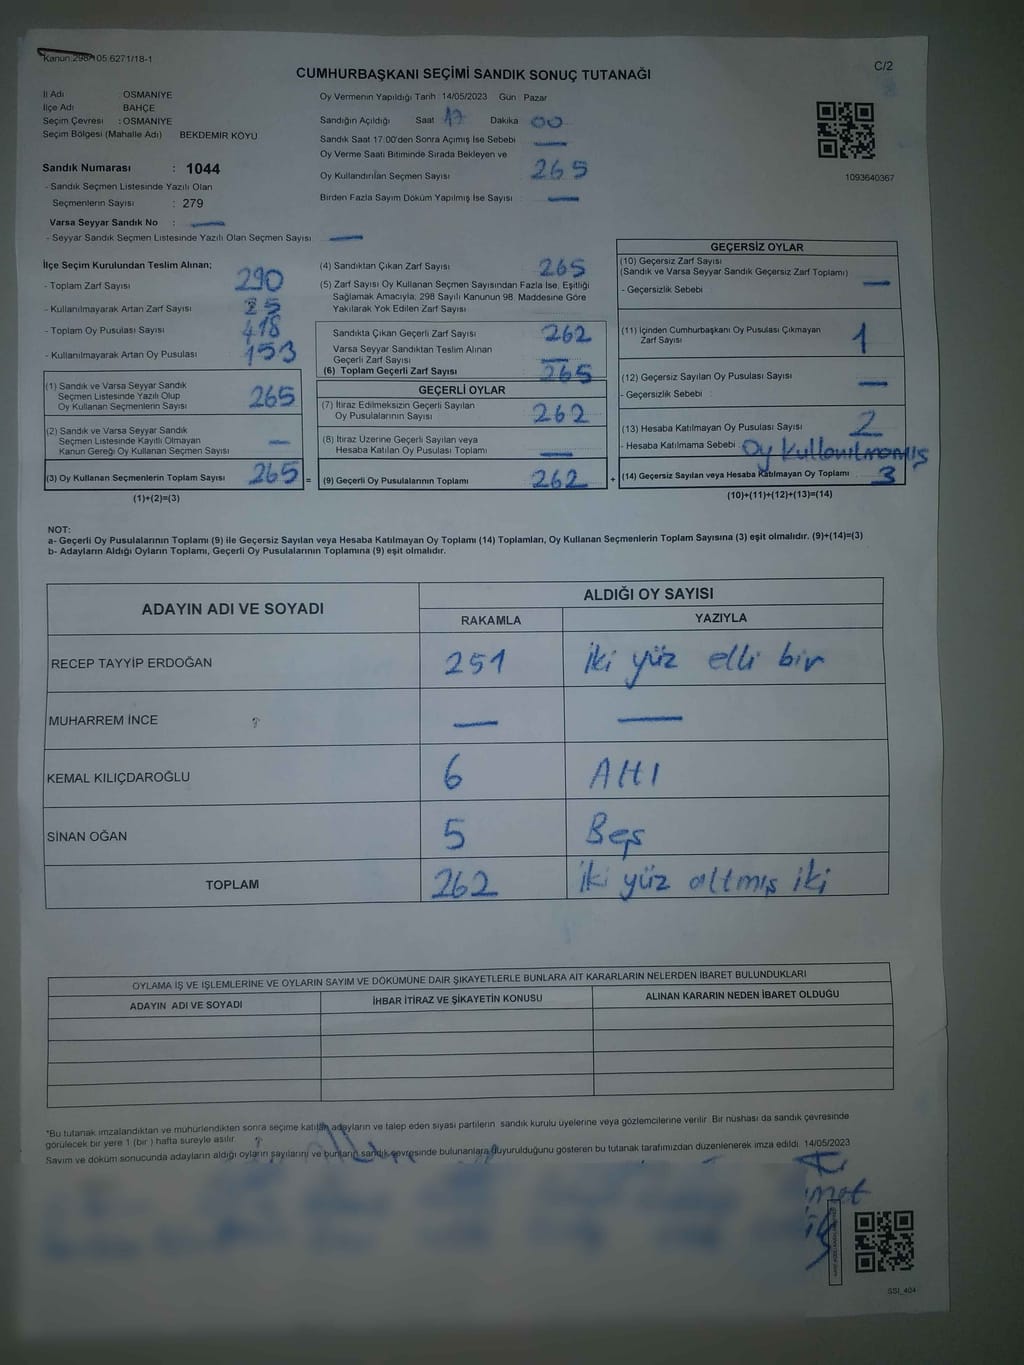 Kanun:298/105 6271/18-1
C/2
CUMHURBAŞKANI SEÇİMİ SANDIK SONUÇ TUTANAĞI
İl Adı OSMANİYE
İlçe Adı BAHÇE
Seçim Çevresi : OSMANİYE
Seçim Bölgesi (Mahalle Adı) BEKDEMIR KOYU
Sandık Numarası : 1044
- Sandık Seçmen Listesinde Yazılı Olan
Seçmenlerin Sayısı : 279
Varsa Seyyar Sandık No : —
- Seyyar Sandık Seçmen Listesinde Yazılı Olan Seçmen Sayısı —
Oy Vermenin Yapıldığı Tarih 14/05/2023 Gün Pazar
Sandığın Açıldığı Saat 17 Dakika 00
Sandık Saat 17:00'den Sonra Açımış İse Sebebi —
Oy Verme Saati Bitiminde Sırada Bekleyen ve
Oy Kullandırılan Seçmen Sayısı 265
Birden Fazla Sayım Döküm Yapılmış İse Sayısı —
1093640367
İlçe Seçim Kurulundan Teslim Alınan;
- Toplam Zarf Sayısı 290
- Kullanılmayarak Artan Zarf Sayısı 25
- Toplam Oy Pusulası Sayısı 418
- Kullanılmayarak Artan Oy Pusulası 153
(1) Sandık ve Varsa Seyyar Sandık
Seçmen Listesinde Yazılı Olup
Oy Kullanan Seçmenlerin Sayısı 265
(2) Sandık ve Varsa Seyyar Sandık
Seçmen Listesinde Kayıtlı Olmayan
Kanun Gereği Oy Kullanan Seçmen Sayısı —
(3) Oy Kullanan Seçmenlerin Toplam Sayısı 265 =
(1)+(2)=(3)
(4) Sandıktan Çıkan Zarf Sayısı 265
(5) Zarf Sayısı Oy Kullanan Seçmen Sayısından Fazla İse, Eşitliği
Sağlamak Amacıyla; 298 Sayılı Kanunun 98. Maddesine Göre
Yakılarak Yok Edilen Zarf Sayısı
Sandıkta Çıkan Geçerli Zarf Sayısı 262
Varsa Seyyar Sandıktan Teslim Alınan
Geçerli Zarf Sayısı —
(6) Toplam Geçerli Zarf Sayısı 265
GEÇERLİ OYLAR
(7) İtiraz Edilmeksizin Geçerli Sayılan
Oy Pusulalarının Sayısı 262
(8) İtiraz Üzerine Geçerli Sayılan veya
Hesaba Katılan Oy Pusulası Sayısı —
(9) Geçerli Oy Pusulalarının Toplamı 262 +
GEÇERSİZ OYLAR
(10) Geçersiz Zarf Sayısı
(Sandık ve Varsa Seyyar Sandık Geçersiz Zarf Toplamı)
- Geçersizlik Sebebi —
(11) İçinden Cumhurbaşkanı Oy Pusulası Çıkmayan
Zarf Sayısı 1
(12) Geçersiz Sayılan Oy Pusulası Sayısı —
- Geçersizlik Sebebi :
(13) Hesaba Katılmayan Oy Pusulası Sayısı 2
- Hesaba Katılmama Sebebi : Oy Kullanılmamış
(14) Geçersiz Sayılan veya Hesaba Katılmayan Oy Toplamı 3
(10)+(11)+(12)+(13)=(14)
NOT:
a- Geçerli Oy Pusulalarının Toplamı (9) ile Geçersiz Sayılan veya Hesaba Katılmayan Oy Toplamı (14) Toplamları, Oy Kullanan Seçmenlerin Toplam Sayısına (3) eşit olmalıdır. (9)+(14)=(3)
b- Adayların Aldığı Oyların Toplamı, Geçerli Oy Pusulalarının Toplamına (9) eşit olmalıdır.
ADAYIN ADI VE SOYADI ALDIĞI OY SAYISI
RAKAMLA YAZIYLA
RECEP TAYYİP ERDOĞAN 251 iki yüz elli bir
MUHARREM İNCE — —
KEMAL KILIÇDAROĞLU 6 Altı
SİNAN OĞAN 5 Beş
TOPLAM 262 iki yüz altmış iki
OYLAMA İŞ VE İŞLEMLERİNE VE OYLARIN SAYIM VE DÖKÜMÜNE DAİR ŞİKAYETLERLE BUNLARA AİT KARARLARIN NELERDEN İBARET BULUNDUKLARI
ADAYIN ADI VE SOYADI İHBAR İTİRAZ VE ŞİKAYETİN KONUSU ALINAN KARARIN NEDEN İBARET OLDUĞU
*Bu tutanak imzalandıktan ve mühürlendikten sonra seçime katılan adayların ve talep eden siyasi partilerin sandık kurulu üyelerine veya gözlemcilerine verilir. Bir nüshası da sandık çevresinde
görülecek bir yere 1 (bir ) hafta süreyle asılır.
Sayım ve döküm sonucunda adayların aldığı oyların sayılarını ve bunların sandık çevresinde bulunanlara duyurulduğunu gösteren bu tutanak tarafımızdan düzenlenerek imza edildi. 14/05/2023
SSI_404